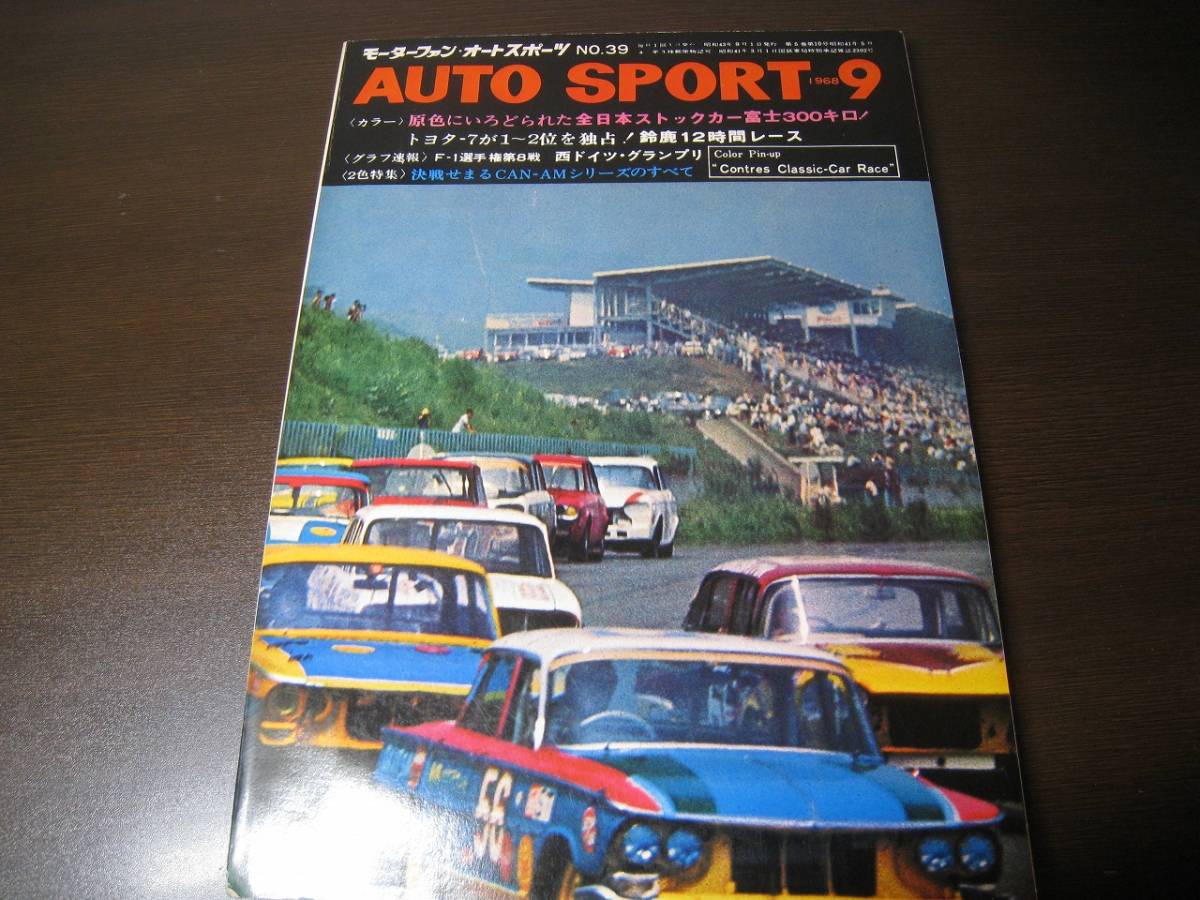 モーターファン・オートスポーツ NO.39
AUTO SPORT 1968 9
〈カラー〉原色にいろどられた全日本ストックカー富士300キロ!
トヨタ-7が1〜2位を独占!鈴鹿12時間レース
〈グラフ速報〉F-1選手権第8戦 西ドイツ・グランプリ
Color Pin-up
"Contres Classic-Car Race"
〈2色特集〉決戦せまるCAN-AMシリーズのすべて
56